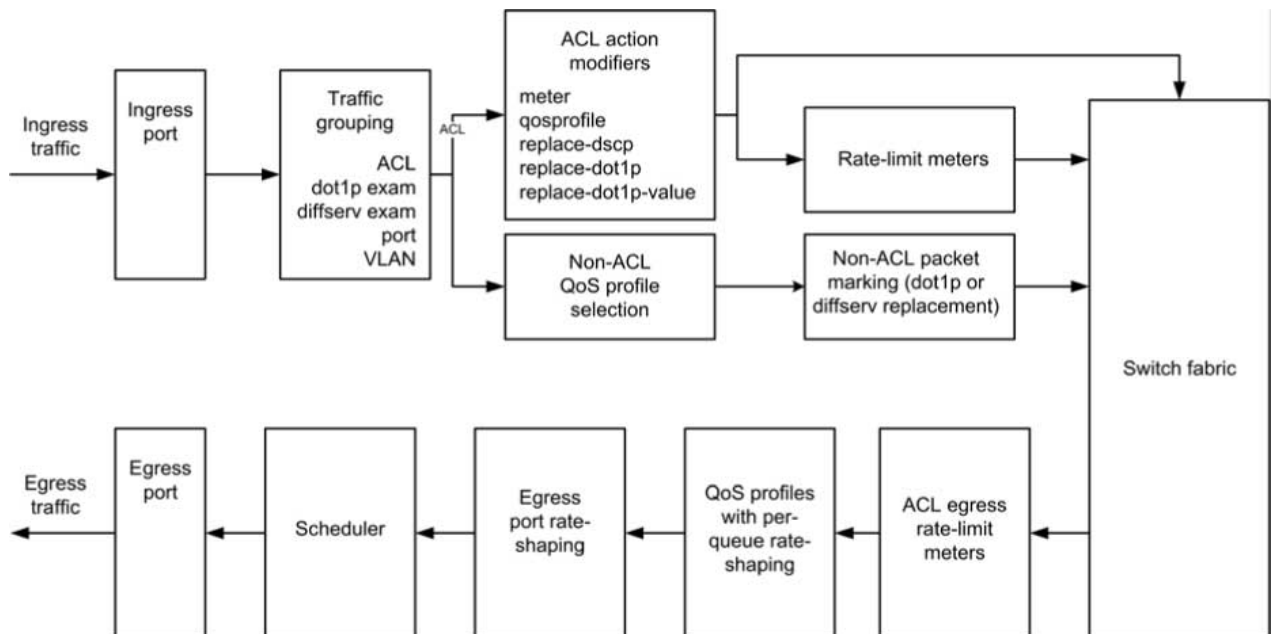 Ingress
traffic
Ingress
port
Traffic
grouping
ACL
dot1p exam
diffserv exam
port
VLAN
ACL
ACL action
modifiers
meter
qosprofile
replace-dscp
replace-dot1p
replace-dot1p-value
Rate-limit meters
Non-ACL
QoS profile
selection
Non-ACL packet
marking (dot1p or
diffserv replacement)
Switch fabric
Egress
traffic
Egress
port
Scheduler
Egress
port rate-
shaping
QoS profiles
with per-
queue rate-
shaping
ACL egress
rate-limit
meters